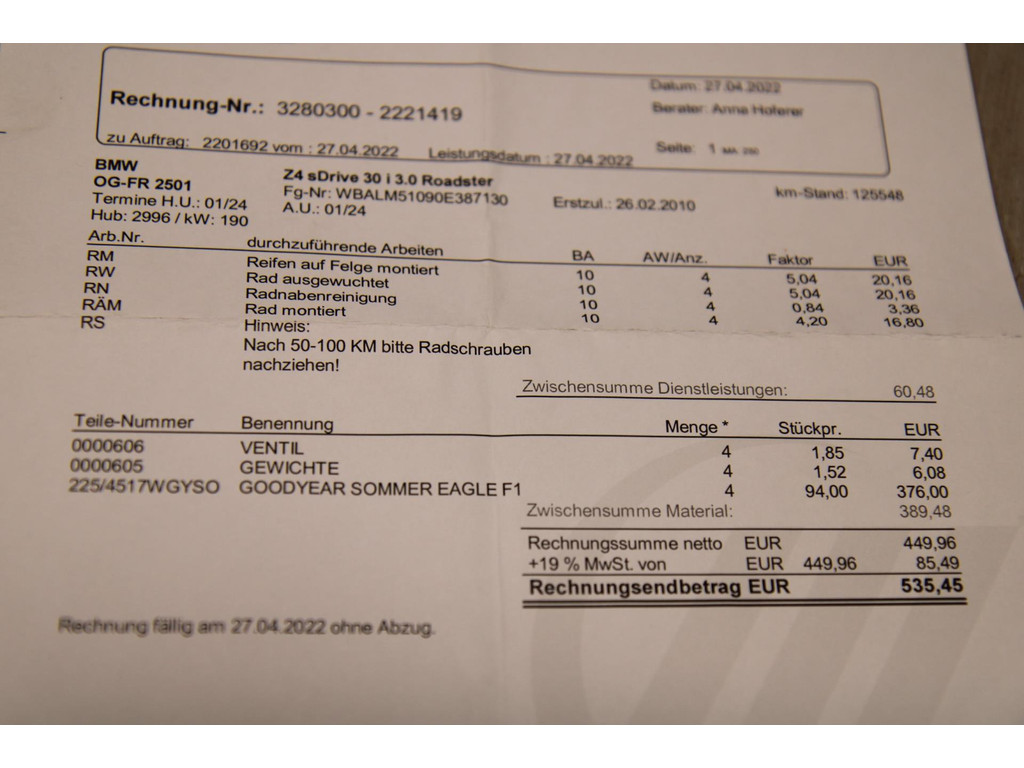 Datum: 27.04.2022
Rechnung-Nr.: 3280300 - 2221419
Berater: Anna Hoferer
zu Auftrag: 2201692 vom : 27.04.2022 Leistungsdatum : 27.04.2022 Seite: 1
BMW Z4 sDrive 30 i 3.0 Roadster
OG-FR 2501 Fg-Nr: WBALM51090E387130 Erstzul.: 26.02.2010 km-Stand: 125548
Termine H.U.: 01/24 A.U.: 01/24
Hub: 2996 / kW: 190
Arb.Nr. durchzuführende Arbeiten BA AW/Anz. Faktor EUR
RM Reifen auf Felge montiert 10 4 5,04 20,16
RW Rad ausgewuchtet 10 4 5,04 20,16
RN Radnabenreinigung 10 4 0,84 3,36
RÄM Rad montiert 10 4 4,20 16,80
RS Hinweis:
Nach 50-100 KM bitte Radschrauben
nachziehen!
Zwischensumme Dienstleistungen: 60,48
Teile-Nummer Benennung Menge * Stückpr. EUR
0000606 VENTIL 4 1,85 7,40
0000605 GEWICHTE 4 1,52 6,08
225/4517WGYSO GOODYEAR SOMMER EAGLE F1 4 94,00 376,00
Zwischensumme Material: 389,48
Rechnungssumme netto EUR 449,96
+19 % MwSt. von EUR 449,96 85,49
Rechnungsendbetrag EUR 535,45
Rechnung fällig am 27.04.2022 ohne Abzug.